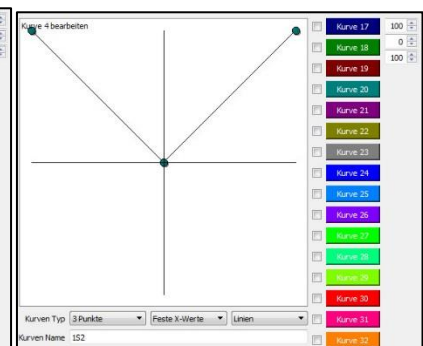 Kurve 4 bearbeiten
Kurve 17 100
Kurve 18 0
Kurve 19 100
Kurve 20
Kurve 21
Kurve 22
Kurve 23
Kurve 24
Kurve 25
Kurve 26
Kurve 27
Kurve 28
Kurve 29
Kurve 30
Kurve 31
Kurve 32
Kurven Typ 3 Punkte Feste X-Werte Linien
Kurven Name 152